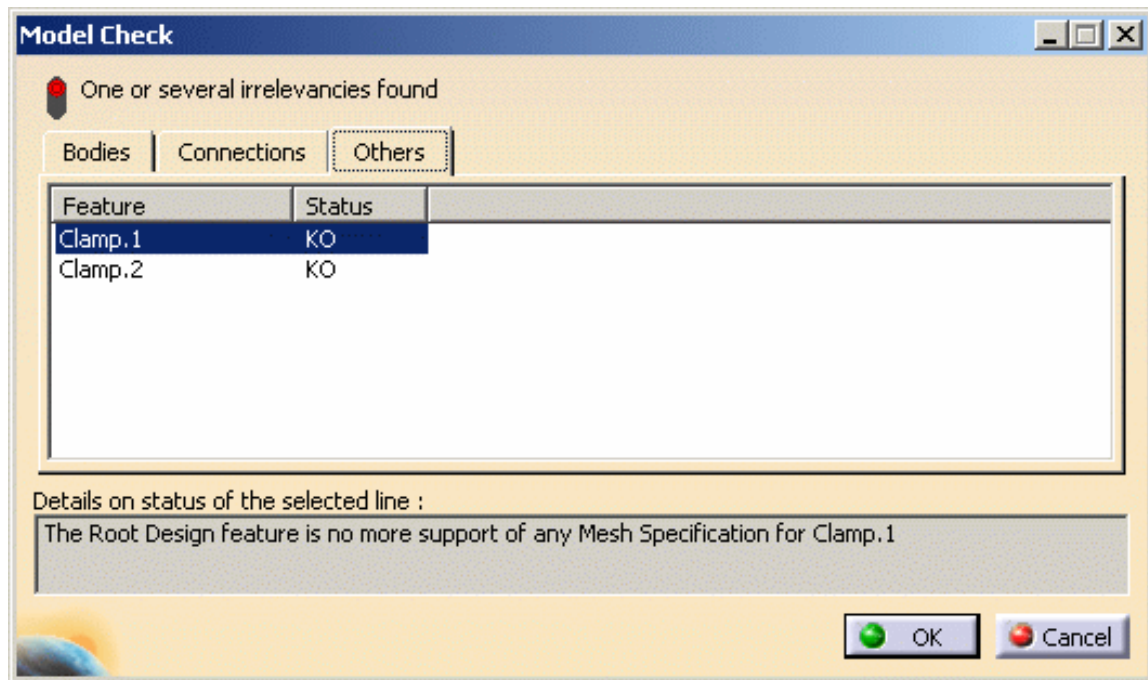 Model Check
One or several irrelevancies found
Bodies Connections Others
Feature Status
Clamp.1 KO
Clamp.2 KO
Details on status of the selected line :
The Root Design feature is no more support of any Mesh Specification for Clamp.1
OK Cancel